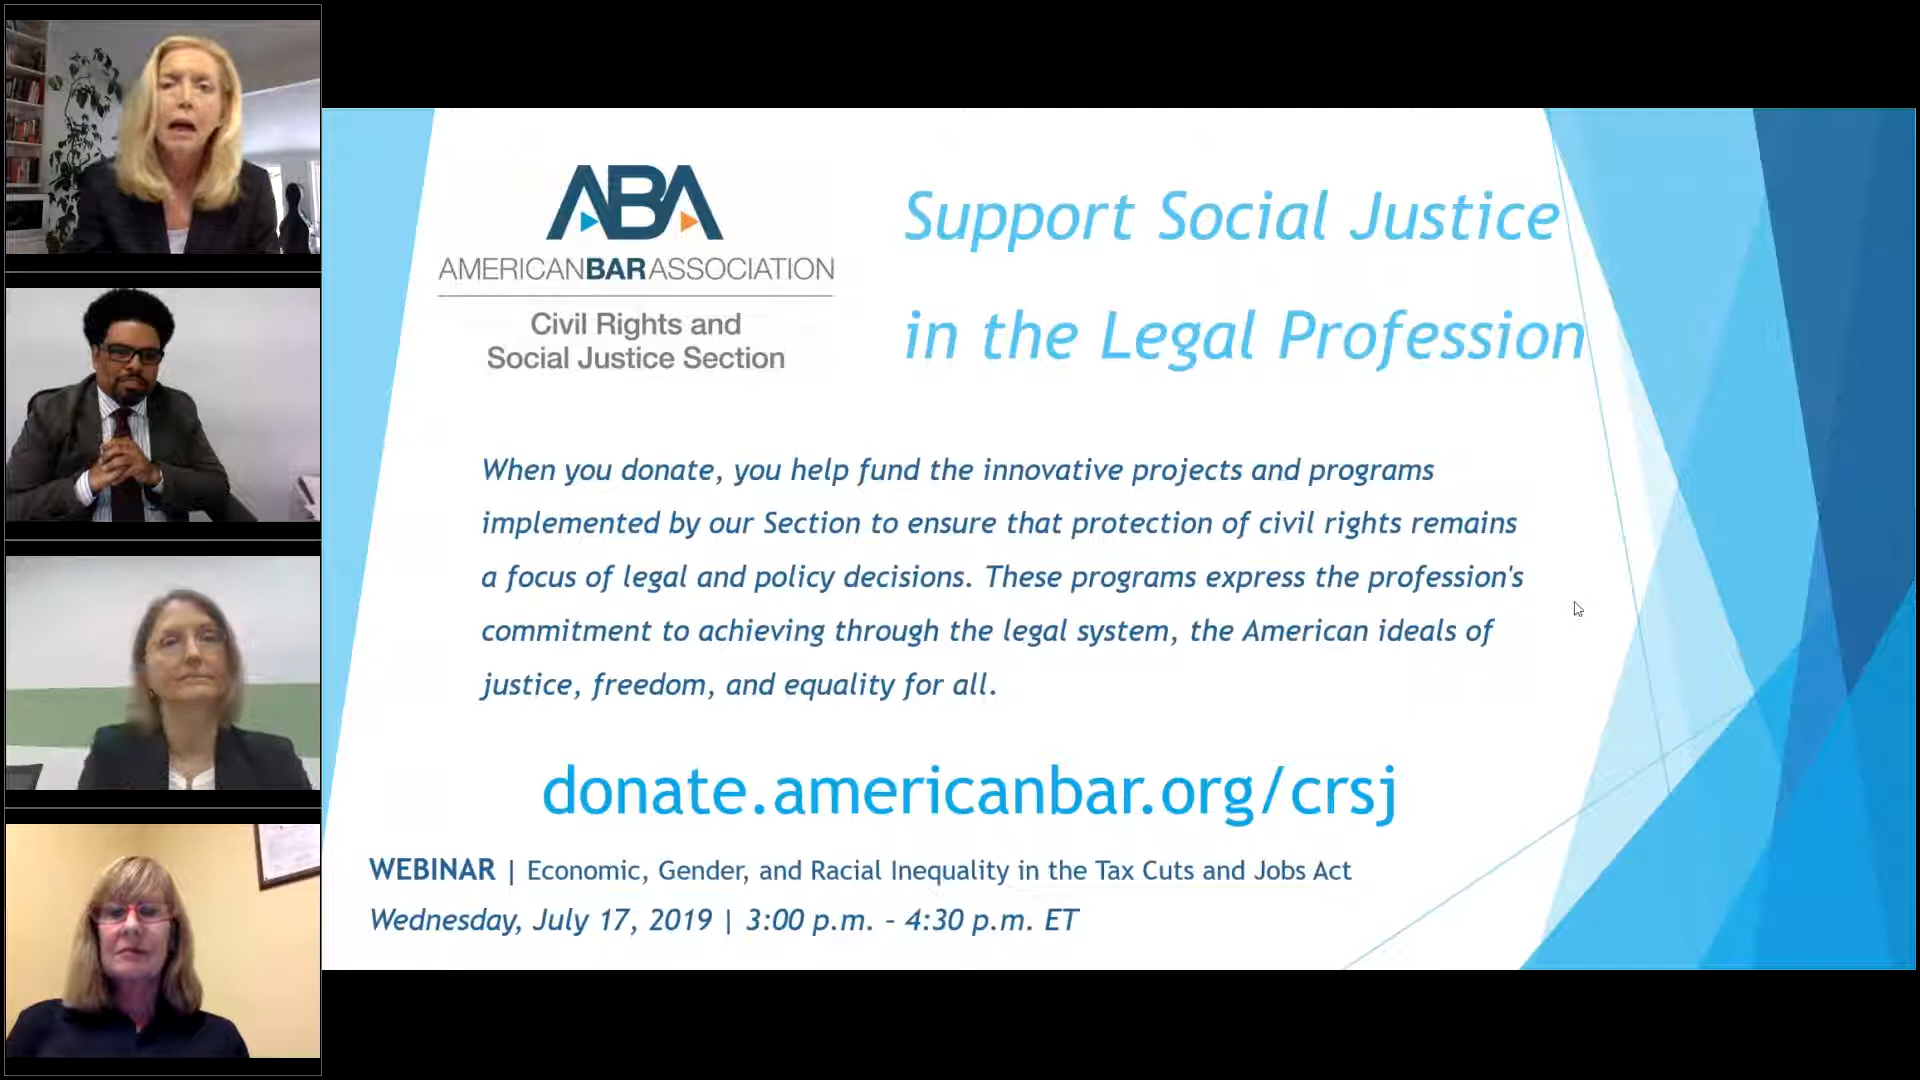 ABA
AMERICANBARASSOCIATION
Civil Rights and
Social Justice Section
Support Social Justice
in the Legal Profession
When you donate, you help fund the innovative projects and programs
implemented by our Section to ensure that protection of civil rights remains
a focus of legal and policy decisions. These programs express the profession's
commitment to achieving through the legal system, the American ideals of
justice, freedom, and equality for all.
donate.americanbar.org/crsj
WEBINAR | Economic, Gender, and Racial Inequality in the Tax Cuts and Jobs Act
Wednesday, July 17, 2019 | 3:00 p.m. - 4:30 p.m. ET